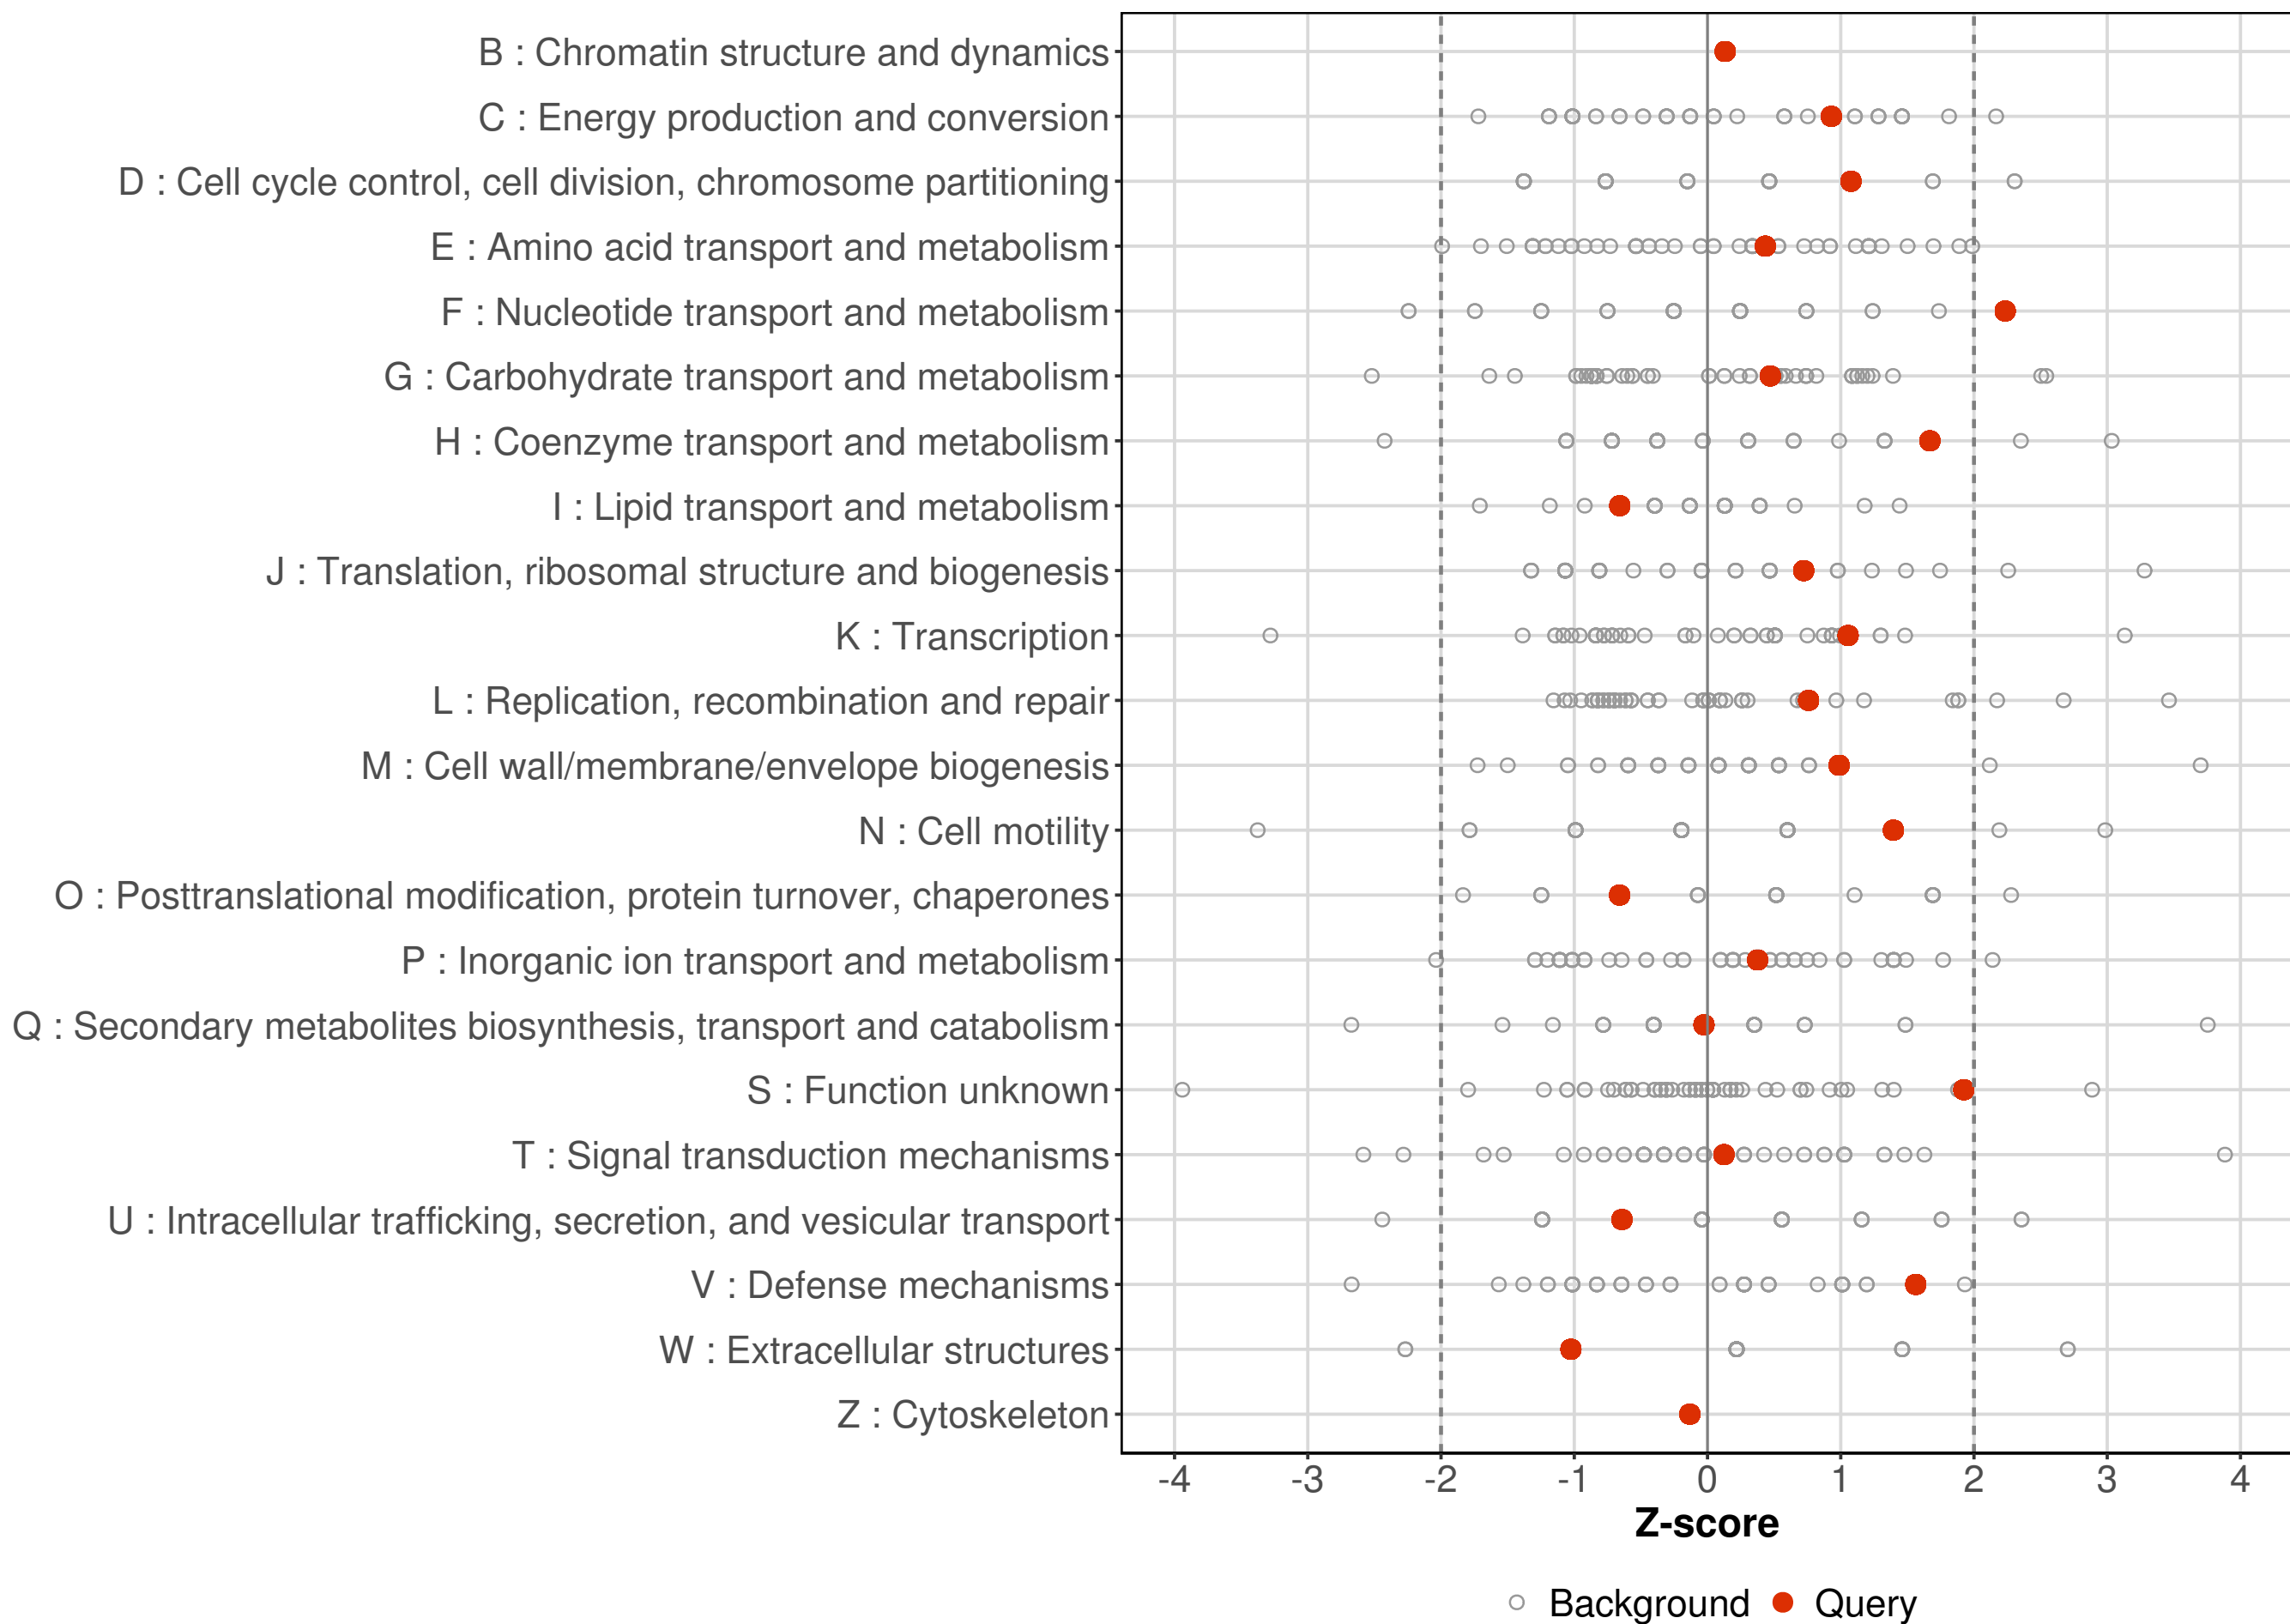 B : Chromatin structure and dynamics
C : Energy production and conversion
D : Cell cycle control, cell division, chromosome partitioning
E : Amino acid transport and metabolism
F : Nucleotide transport and metabolism
G : Carbohydrate transport and metabolism
H : Coenzyme transport and metabolism
I : Lipid transport and metabolism
J : Translation, ribosomal structure and biogenesis
K : Transcription
L : Replication, recombination and repair
M : Cell wall/membrane/envelope biogenesis
N : Cell motility
O : Posttranslational modification, protein turnover, chaperones
P : Inorganic ion transport and metabolism
Q : Secondary metabolites biosynthesis, transport and catabolism
S : Function unknown
T : Signal transduction mechanisms
U : Intracellular trafficking, secretion, and vesicular transport
V : Defense mechanisms
W : Extracellular structures
Z : Cytoskeleton
-4 -3 -2 -1 0 1 2 3 4
Z-score
Background Query